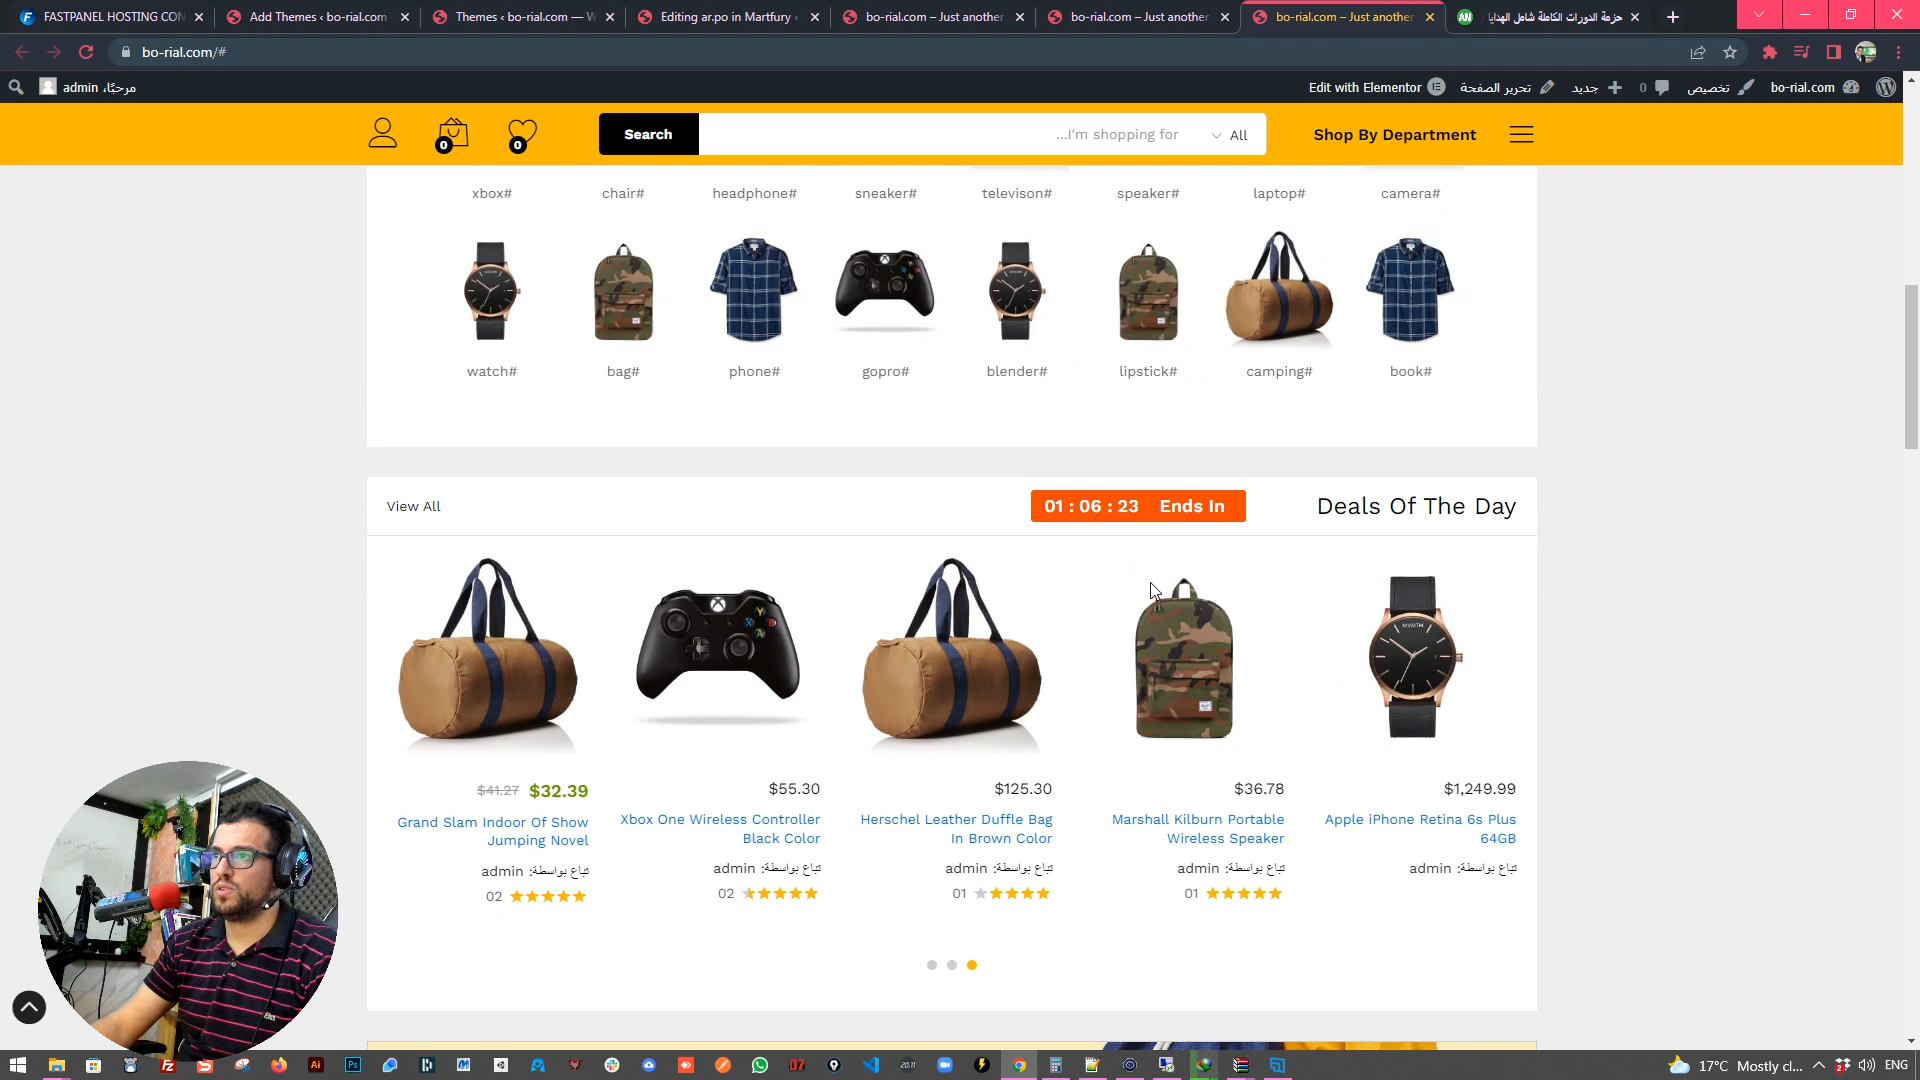 FASTPANEL HOSTING CON
Add Themes ‹ bo-rial.com
Themes ‹ bo-rial.com — W
Editing ar.po in Martfury ‹
bo-rial.com – Just another
bo-rial.com – Just another
bo-rial.com – Just another
حزمة الدورات الكاملة شامل الهدايا
bo-rial.com/#
مرحبًا، admin
Edit with Elementor
تحرير الصفحة
جديد
0
تخصيص
bo-rial.com
0
0
Search
I'm shopping for...
All
Shop By Department
xbox#
chair#
headphone#
sneaker#
televison#
speaker#
laptop#
camera#
watch#
bag#
phone#
gopro#
blender#
lipstick#
camping#
book#
View All
01 : 06 : 23 Ends In
Deals Of The Day
$41.27 $32.39
Grand Slam Indoor Of Show
Jumping Novel
تباع بواسطة: admin
02
$55.30
Xbox One Wireless Controller
Black Color
تباع بواسطة: admin
02
$125.30
Herschel Leather Duffle Bag
In Brown Color
تباع بواسطة: admin
01
$36.78
Marshall Kilburn Portable
Wireless Speaker
تباع بواسطة: admin
01
$1,249.99
Apple iPhone Retina 6s Plus
64GB
تباع بواسطة: admin
17°C Mostly cl...
ENG